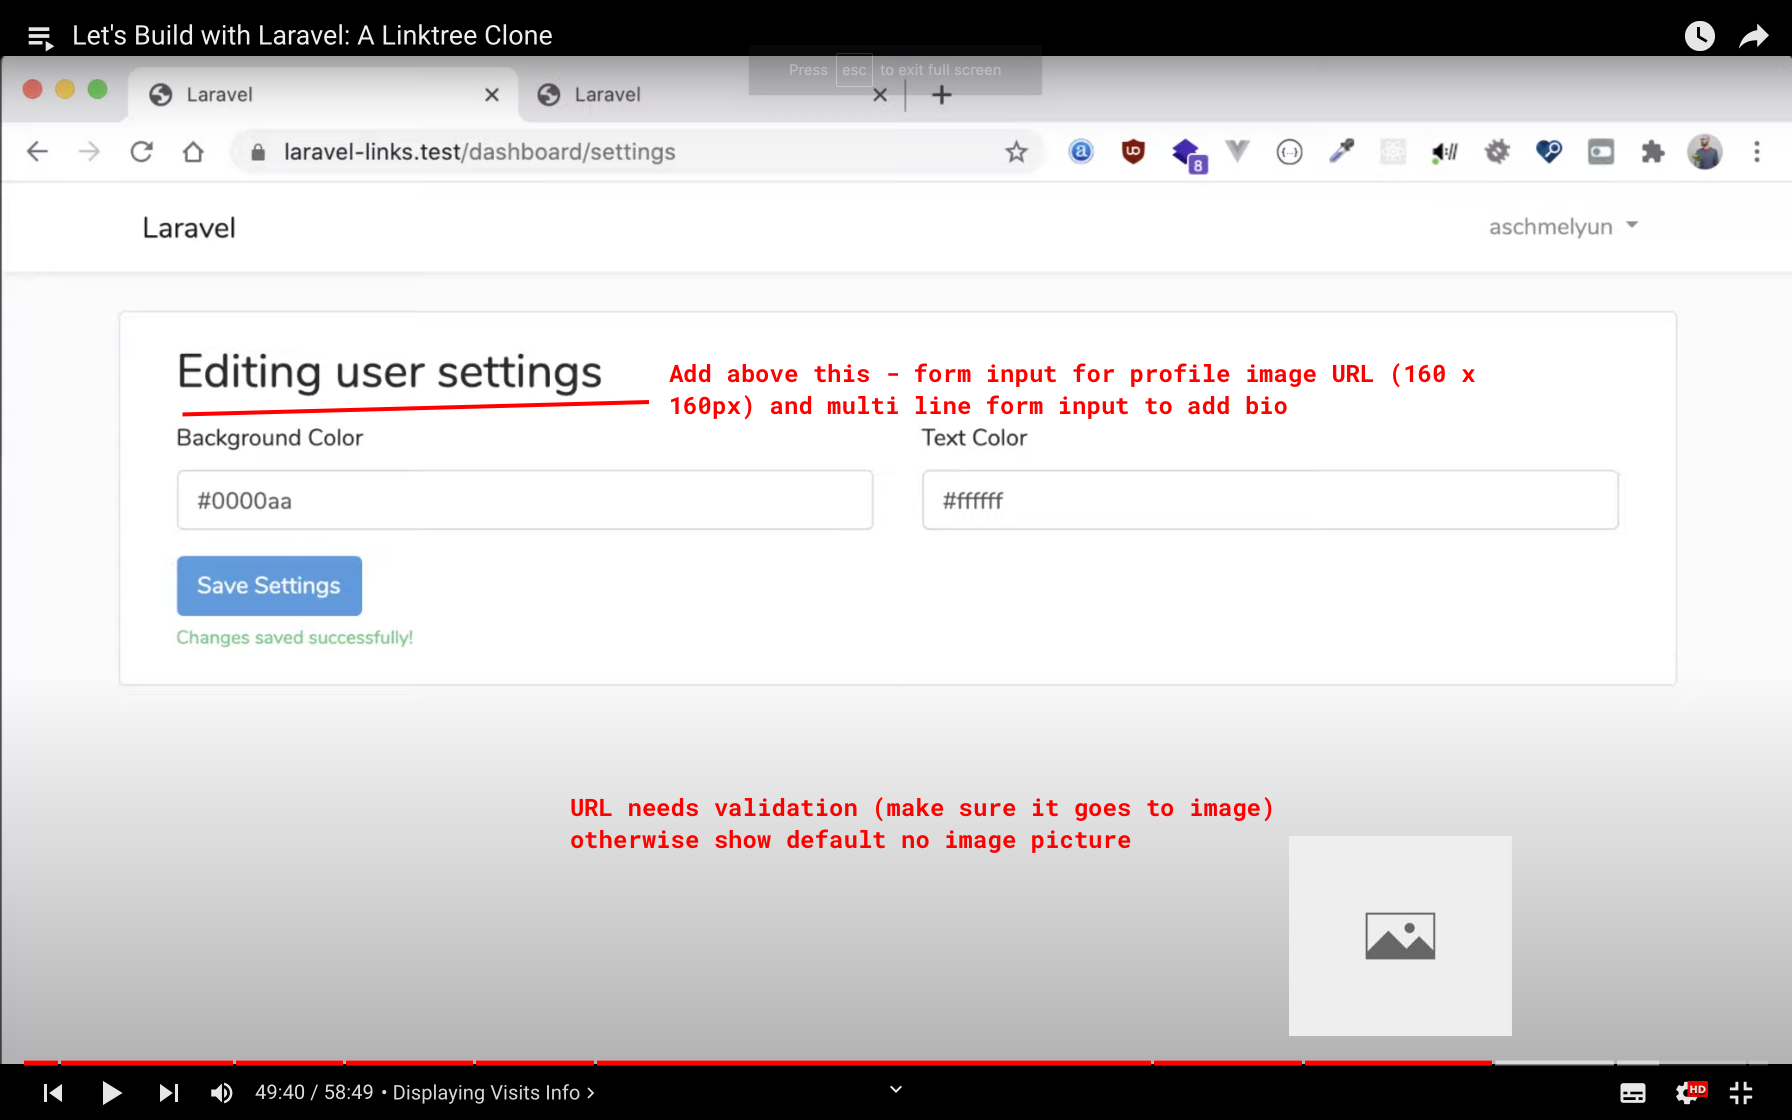 Let's Build with Laravel: A Linktree Clone
Press esc to exit full screen
Laravel
Laravel
laravel-links.test/dashboard/settings
a
uD
8
{···}
Laravel
aschmelyun
Editing user settings
Add above this - form input for profile image URL (160 x
160px) and multi line form input to add bio
Background Color
Text Color
#0000aa
#ffffff
Save Settings
Changes saved successfully!
URL needs validation (make sure it goes to image)
otherwise show default no image picture
49:40 / 58:49 • Displaying Visits Info
HD